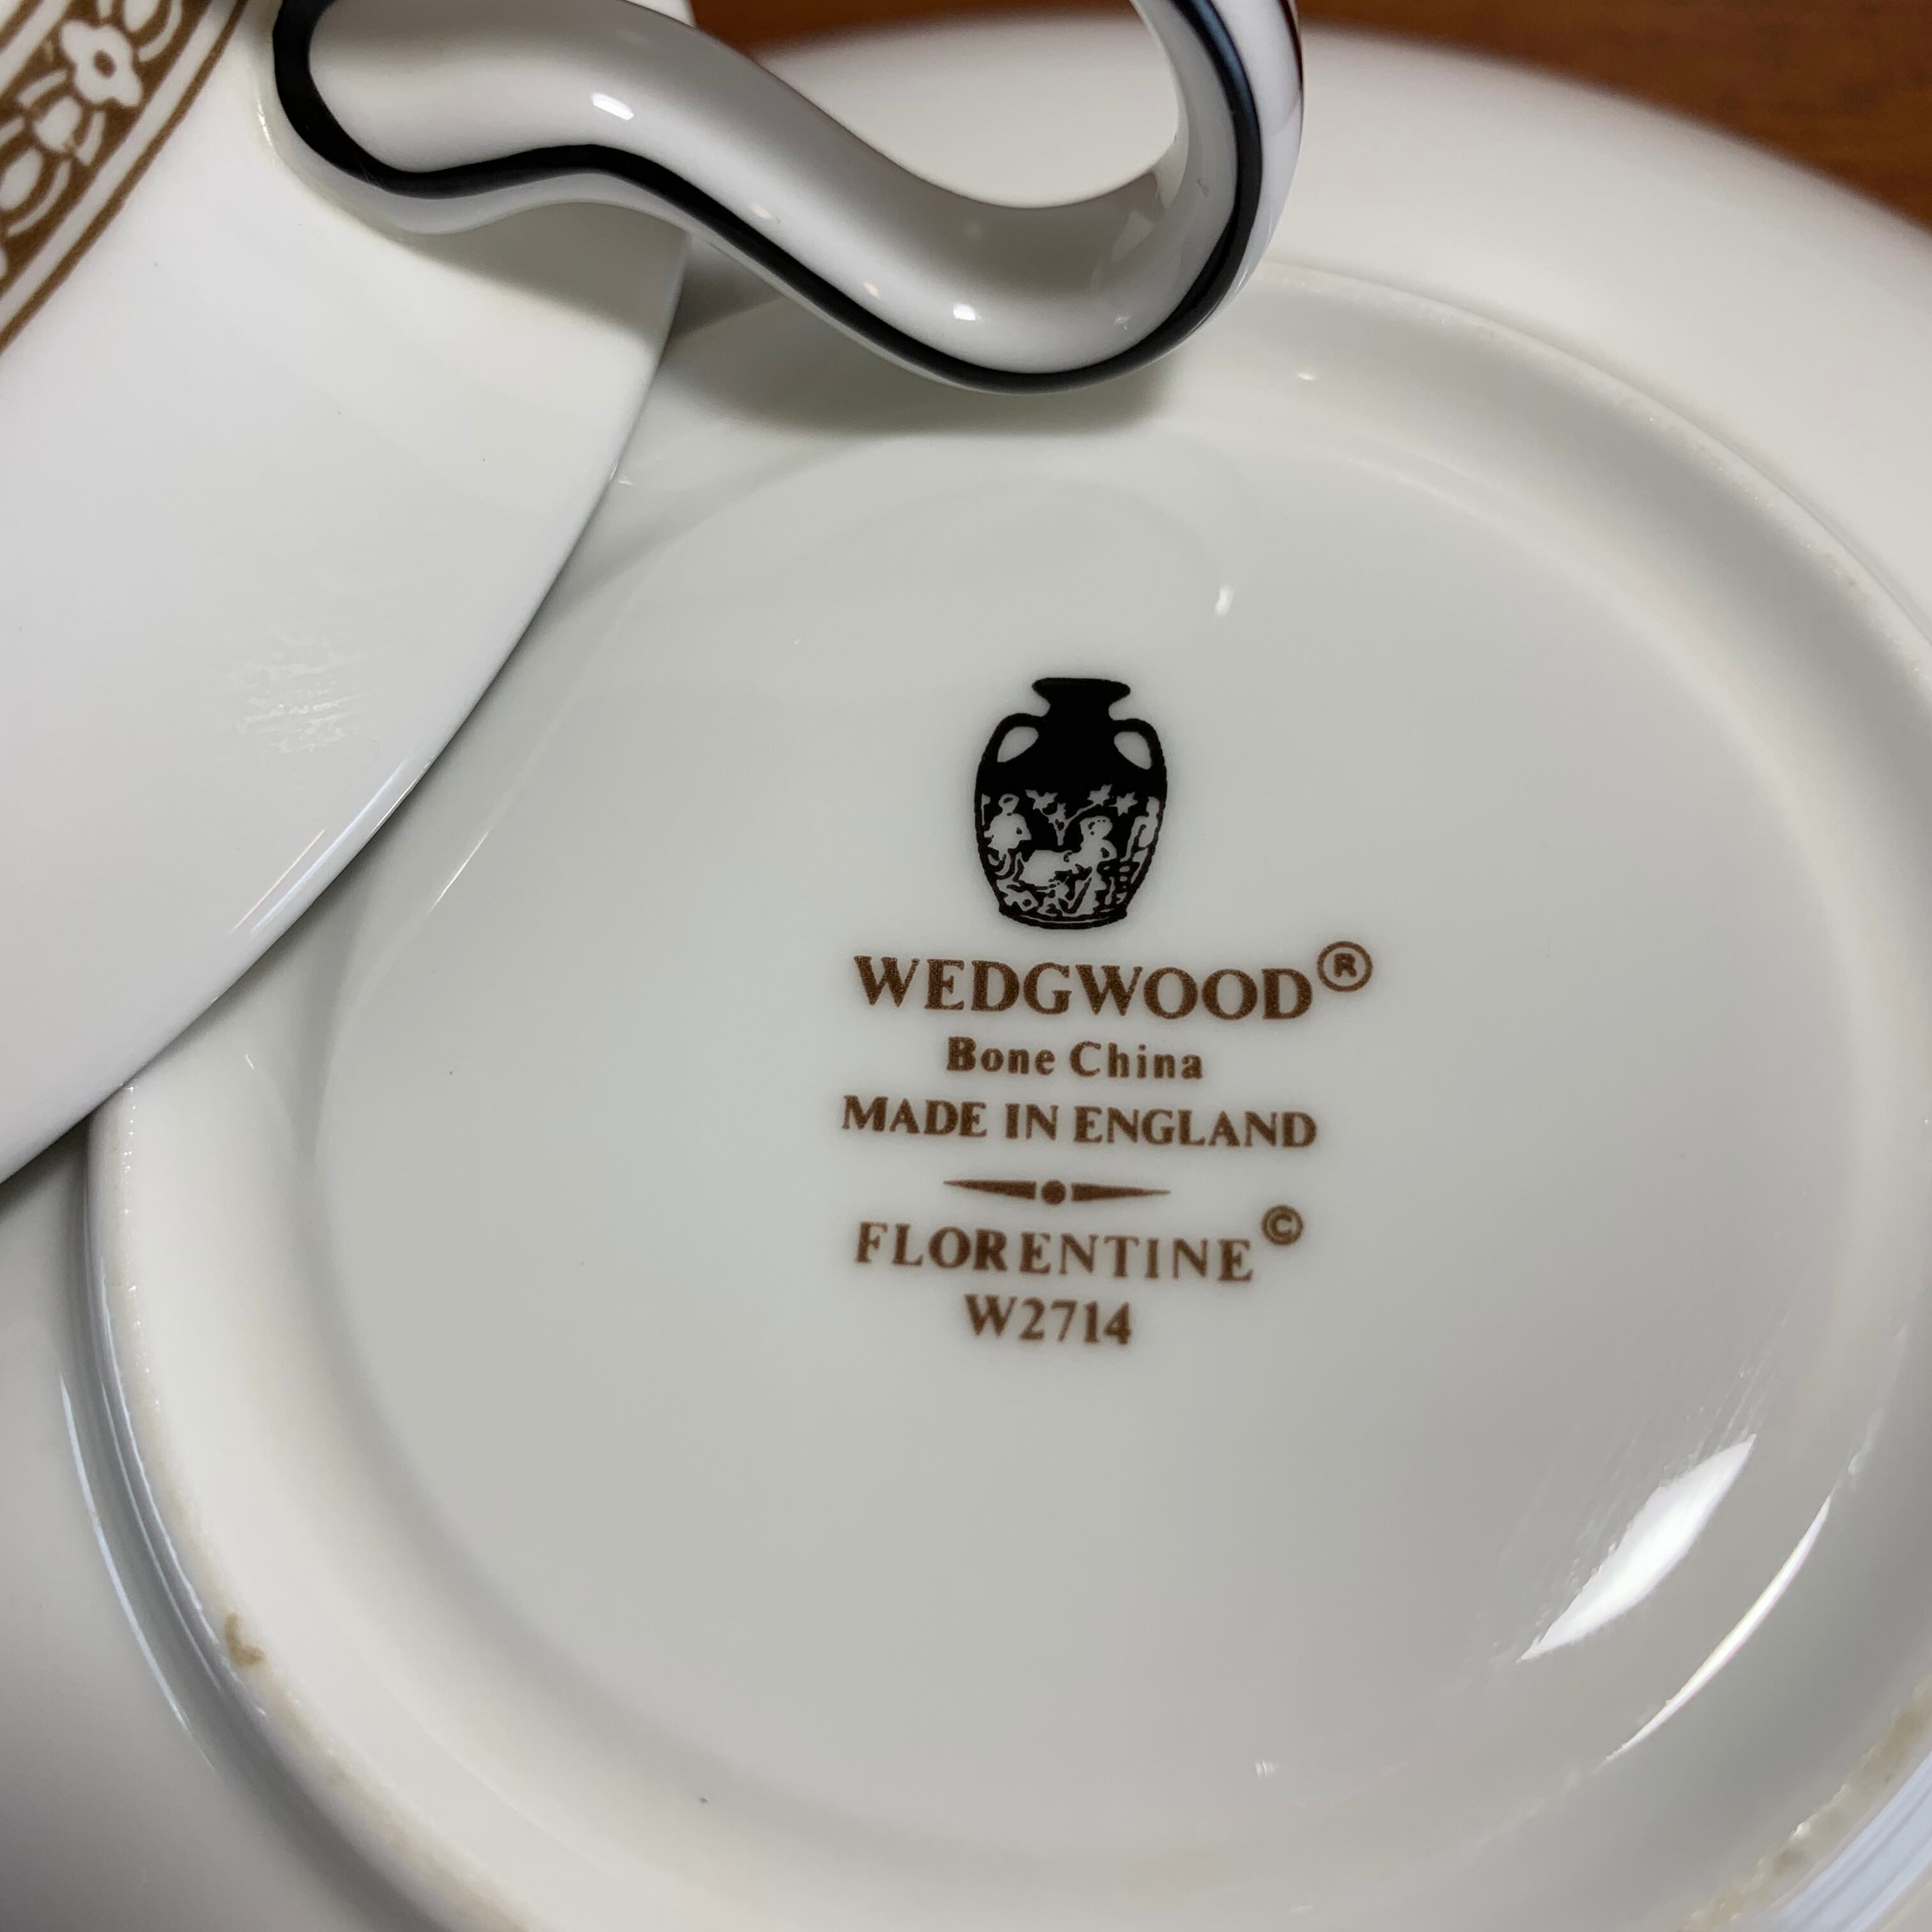 WEDGWOOD®
Bone China
MADE IN ENGLAND
FLORENTINE©
W2714